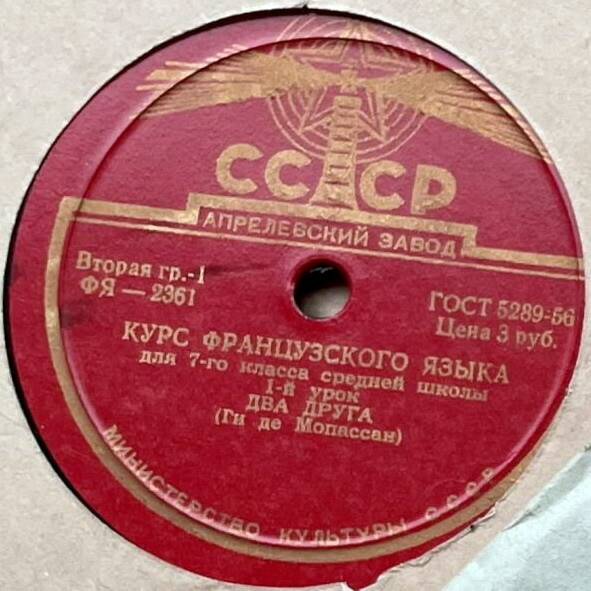 СССР
АПРЕЛЕВСКИЙ ЗАВОД
Вторая гр.-1
ФЯ — 2361
ГОСТ 5289-56
Цена 3 руб.
КУРС ФРАНЦУЗСКОГО ЯЗЫКА
для 7-го класса средней школы
1-й урок
ДВА ДРУГА
(Ги де Мопассан)
МИНИСТЕРСТВО КУЛЬТУРЫ СССР